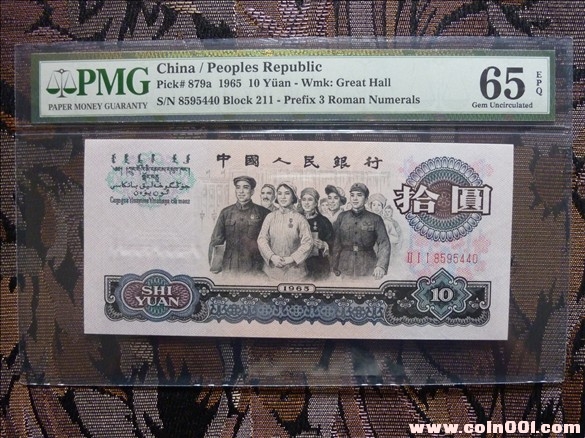 PMG
PAPER MONEY GUARANTY
China / Peoples Republic
Pick# 879a 1965 10 Yüan - Wmk: Great Hall
S/N 8595440 Block 211 - Prefix 3 Roman Numerals
65 EPQ
Gem Uncirculated
中國人民銀行
拾圓
II I I 8595440
1965
SHI
YUAN
10
www.coin001.com